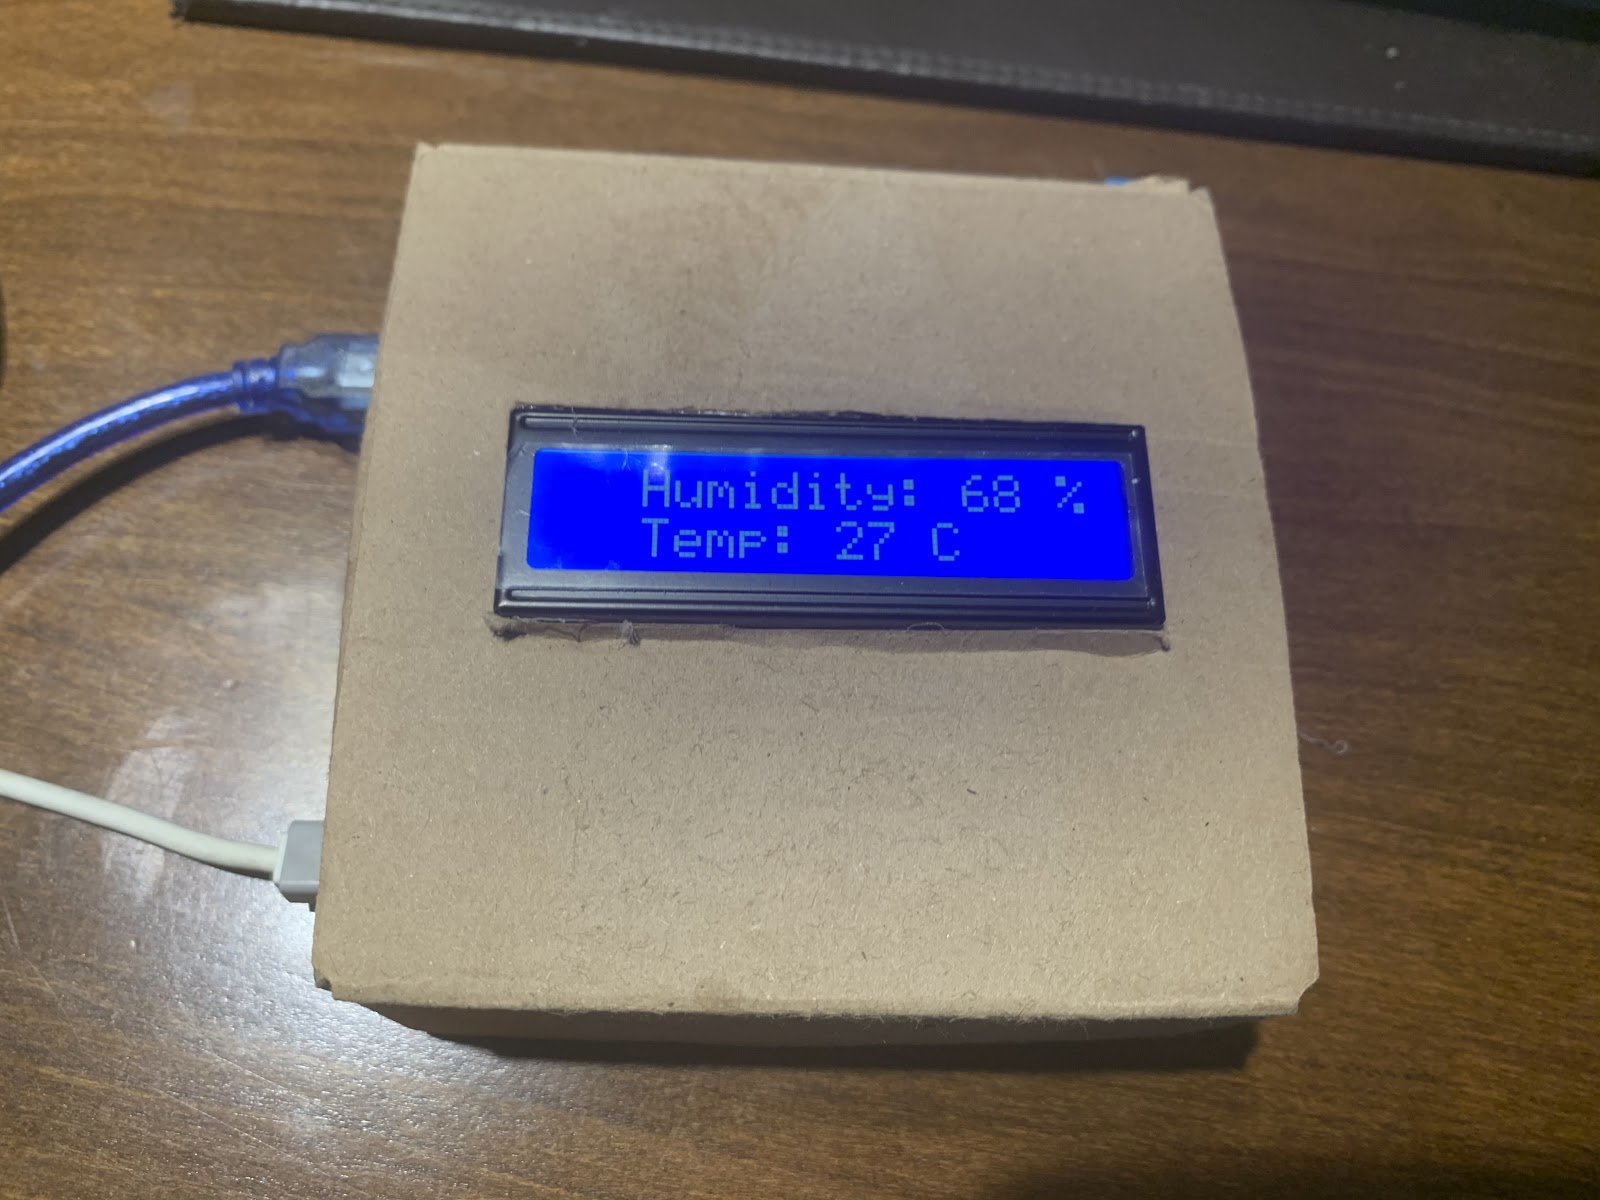 Humidity: 68 %
Temp: 27 C